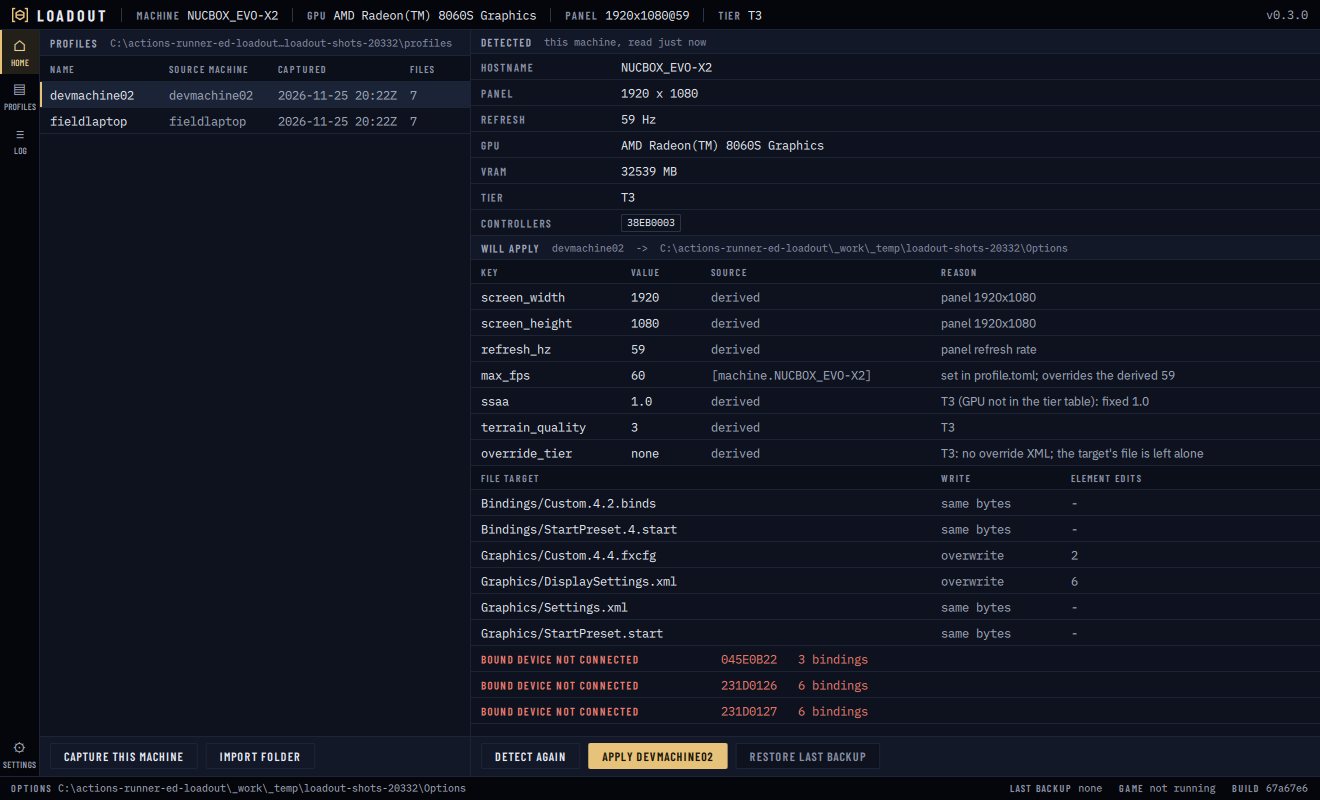 LOADOUT MACHINE NUCBOX_EVO-X2 GPU AMD Radeon(TM) 8060S Graphics PANEL 1920x1080@59 TIER T3 v0.3.0
HOME
PROFILES
LOG
SETTINGS
PROFILES C:\actions-runner-ed-loadout…loadout-shots-20332\profiles
NAME SOURCE MACHINE CAPTURED FILES
devmachine02 devmachine02 2026-11-25 20:22Z 7
fieldlaptop fieldlaptop 2026-11-25 20:22Z 7
CAPTURE THIS MACHINE IMPORT FOLDER
DETECTED this machine, read just now
HOSTNAME NUCBOX_EVO-X2
PANEL 1920 x 1080
REFRESH 59 Hz
GPU AMD Radeon(TM) 8060S Graphics
VRAM 32539 MB
TIER T3
CONTROLLERS 38EB0003
WILL APPLY devmachine02 -> C:\actions-runner-ed-loadout\_work\_temp\loadout-shots-20332\Options
KEY VALUE SOURCE REASON
screen_width 1920 derived panel 1920x1080
screen_height 1080 derived panel 1920x1080
refresh_hz 59 derived panel refresh rate
max_fps 60 [machine.NUCBOX_EVO-X2] set in profile.toml; overrides the derived 59
ssaa 1.0 derived T3 (GPU not in the tier table): fixed 1.0
terrain_quality 3 derived T3
override_tier none derived T3: no override XML; the target's file is left alone
FILE TARGET WRITE ELEMENT EDITS
Bindings/Custom.4.2.binds same bytes -
Bindings/StartPreset.4.start same bytes -
Graphics/Custom.4.4.fxcfg overwrite 2
Graphics/DisplaySettings.xml overwrite 6
Graphics/Settings.xml same bytes -
Graphics/StartPreset.start same bytes -
BOUND DEVICE NOT CONNECTED 045E0B22 3 bindings
BOUND DEVICE NOT CONNECTED 231D0126 6 bindings
BOUND DEVICE NOT CONNECTED 231D0127 6 bindings
DETECT AGAIN APPLY DEVMACHINE02 RESTORE LAST BACKUP
OPTIONS C:\actions-runner-ed-loadout\_work\_temp\loadout-shots-20332\Options LAST BACKUP none GAME not running BUILD 67a67e6